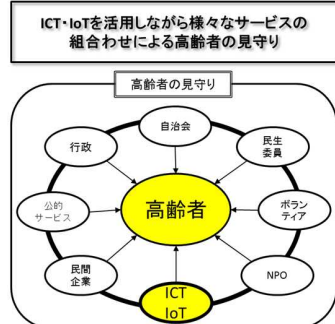 ICT・IoTを活用しながら様々なサービスの
組合わせによる高齢者の見守り
高齢者の見守り
自治会
行政
民生
委員
公的
サービス
高齢者
ボラン
ティア
民間
企業
NPO
ICT
IoT